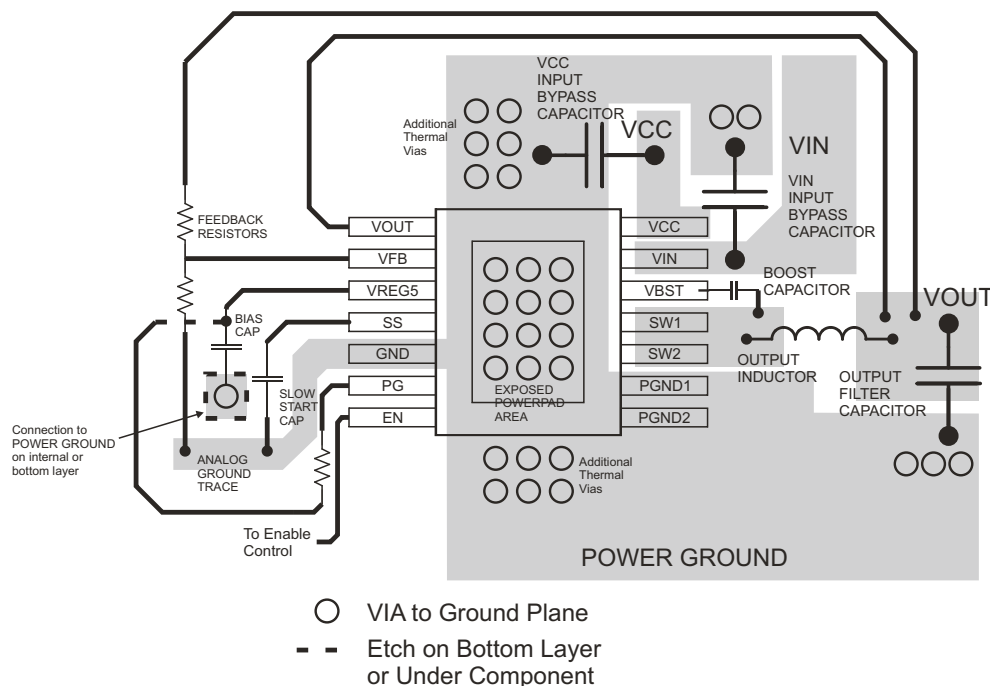 VCC
INPUT
BYPASS
CAPACITOR
VCC
Additional
Thermal
Vias
VIN
VIN
INPUT
BYPASS
CAPACITOR
FEEDBACK
RESISTORS
VOUT
VFB
VREG5
SS
GND
PG
EN
VCC
VIN
VBST
SW1
SW2
PGND1
PGND2
EXPOSED
POWERPAD
AREA
BOOST
CAPACITOR
VOUT
BIAS
CAP
SLOW
START
CAP
OUTPUT
INDUCTOR
OUTPUT
FILTER
CAPACITOR
Connection to
POWER GROUND
on internal or
bottom layer
ANALOG
GROUND
TRACE
Additional
Thermal
Vias
To Enable
Control
POWER GROUND
VIA to Ground Plane
Etch on Bottom Layer
or Under Component